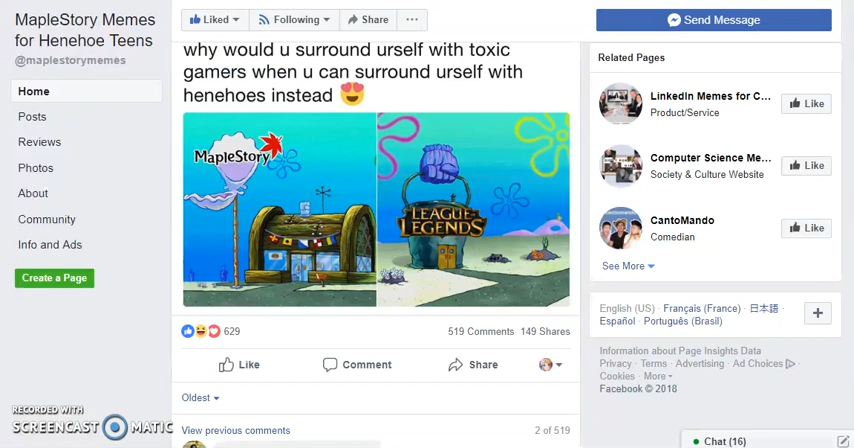 MapleStory Memes
for Henehoe Teens
@maplestorymemes
Home
Posts
Reviews
Photos
About
Community
Info and Ads
Create a Page
Liked
Following
Share
why would u surround urself with toxic
gamers when u can surround urself with
henehoes instead 😍
MapleStory
LEAGUE
of
LEGENDS
629
519 Comments 149 Shares
Like
Comment
Share
Oldest
View previous comments
2 of 519
Send Message
Related Pages
LinkedIn Memes for C...
Product/Service
Like
Computer Science Me...
Society & Culture Website
Like
CantoMando
Comedian
Like
See More
English (US) · Français (France) · 日本語 ·
Español · Português (Brasil)
Information about Page Insights Data
Privacy · Terms · Advertising · Ad Choices ·
Cookies · More
Facebook © 2018
Chat (16)
RECORDED WITH
SCREENCAST MATIC